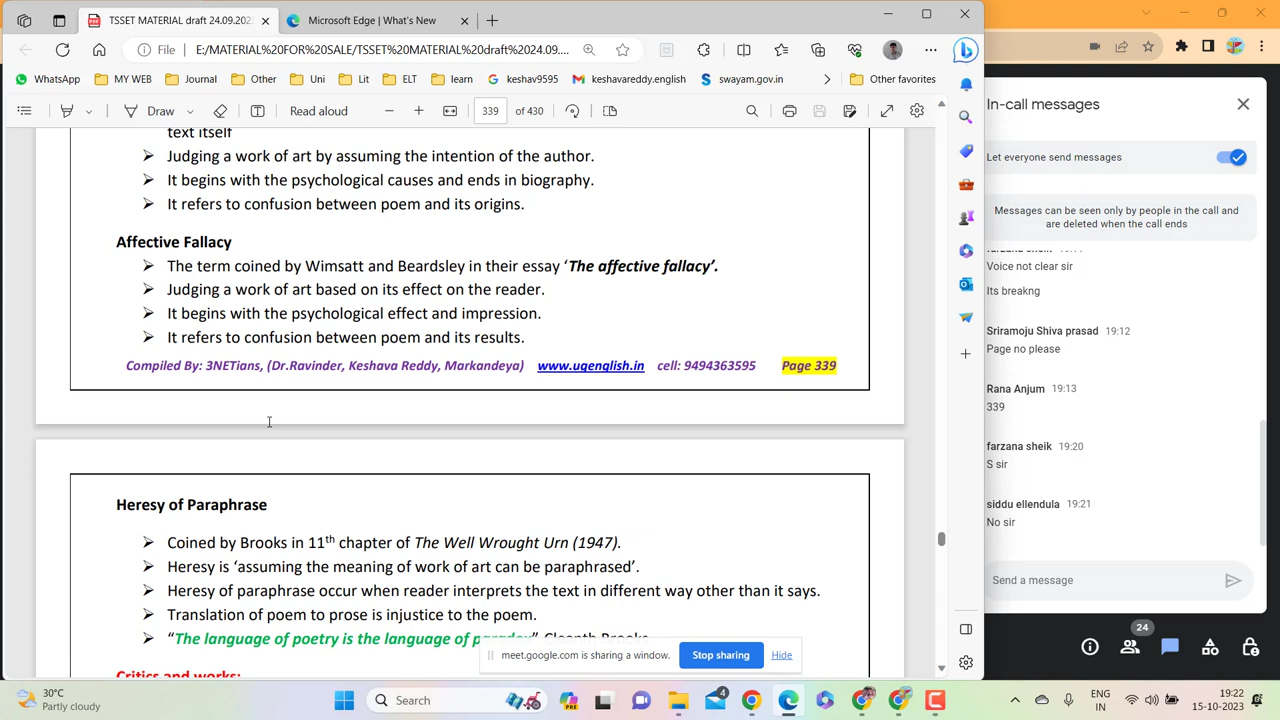 TSSET MATERIAL draft 24.09.202
Microsoft Edge | What's New
File
E:/MATERIAL%20FOR%20SALE/TSSET%20MATERIAL%20draft%2024.09....
WhatsApp
MY WEB
Journal
Other
Uni
Lit
ELT
learn
keshav9595
keshavareddy.english
swayam.gov.in
Other favorites
Draw
Read aloud
339
of 430
text itself
Judging a work of art by assuming the intention of the author.
It begins with the psychological causes and ends in biography.
It refers to confusion between poem and its origins.
Affective Fallacy
The term coined by Wimsatt and Beardsley in their essay ‘The affective fallacy’.
Judging a work of art based on its effect on the reader.
It begins with the psychological effect and impression.
It refers to confusion between poem and its results.
Compiled By: 3NETians, (Dr.Ravinder, Keshava Reddy, Markandeya) www.ugenglish.in cell: 9494363595 Page 339
Heresy of Paraphrase
Coined by Brooks in 11th chapter of The Well Wrought Urn (1947).
Heresy is ‘assuming the meaning of work of art can be paraphrased’.
Heresy of paraphrase occur when reader interprets the text in different way other than it says.
Translation of poem to prose is injustice to the poem.
“The language of poetry is the language of paradox” Cleanth Brooks
Critics and works:
meet.google.com is sharing a window.
Stop sharing
Hide
In-call messages
Let everyone send messages
Messages can be seen only by people in the call and
are deleted when the call ends
farzana sheik
Voice not clear sir
Its breakng
Sriramoju Shiva prasad 19:12
Page no please
Rana Anjum 19:13
339
farzana sheik 19:20
S sir
siddu ellendula 19:21
No sir
Send a message
24
30°C
Partly cloudy
Search
PRE
4
ENG
IN
19:22
15-10-2023